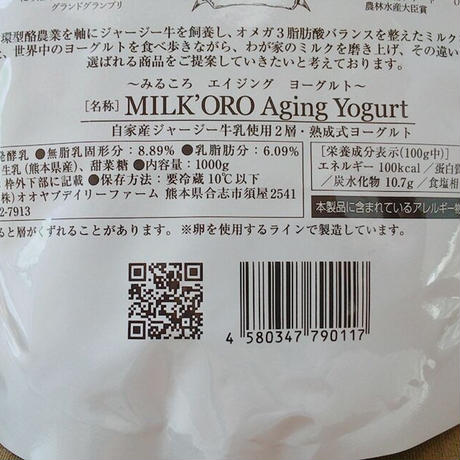 グランドグランプリ
農林水産大臣賞
環型酪農業を軸にジャージー牛を飼養し、オメガ3脂肪酸バランスを整えたミルク
、世界中のヨーグルトを食べ歩きながら、わが家のミルクを磨き上げ、その違い
選ばれる商品をご提案していきたいと考えております。
〜みるころ エイジング ヨーグルト〜
[名称] MILK'ORO Aging Yogurt
自家産ジャージー牛乳使用2層・熟成式ヨーグルト
発酵乳 ●無脂乳固形分:8.89% ●乳脂肪分:6.09%
生乳(熊本県産)、甜菜糖 ●内容量:1000g
枠外下部に記載 ●保存方法:要冷蔵10℃以下
株)オオヤブデイリーファーム 熊本県合志市須屋2541
2-7913
[栄養成分表示(100g中)]
エネルギー 100kcal / 蛋白質
/ 炭水化物 10.7g / 食塩相
本製品に含まれているアレルギー物
ると層がくずれることがあります。 ※卵を使用するラインで製造しています。
4 580347 790117